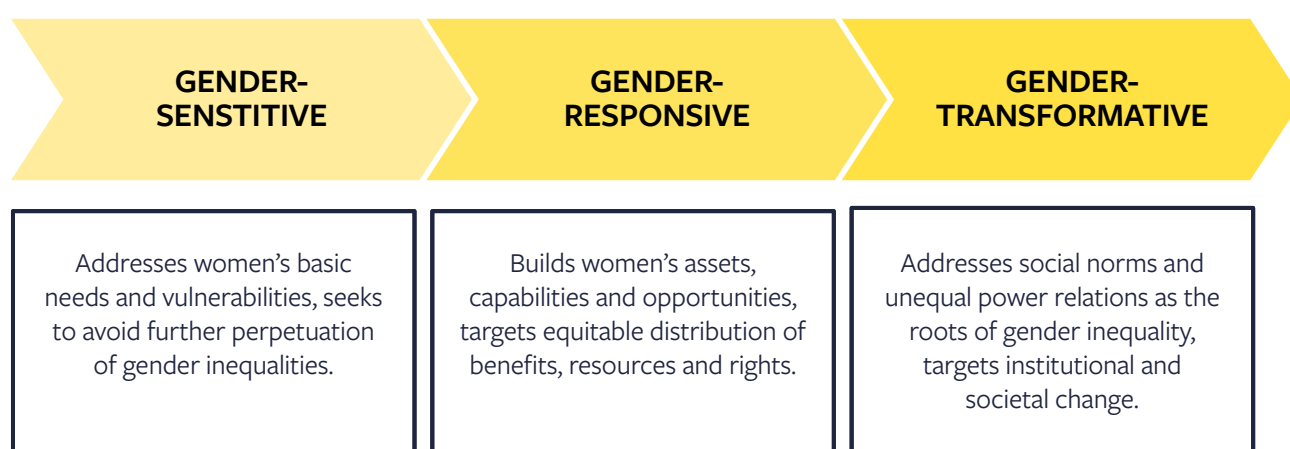 GENDER-
SENSTITIVE
GENDER-
RESPONSIVE
GENDER-
TRANSFORMATIVE
Addresses women’s basic
needs and vulnerabilities, seeks
to avoid further perpetuation
of gender inequalities.
Builds women’s assets,
capabilities and opportunities,
targets equitable distribution of
benefits, resources and rights.
Addresses social norms and
unequal power relations as the
roots of gender inequality,
targets institutional and
societal change.